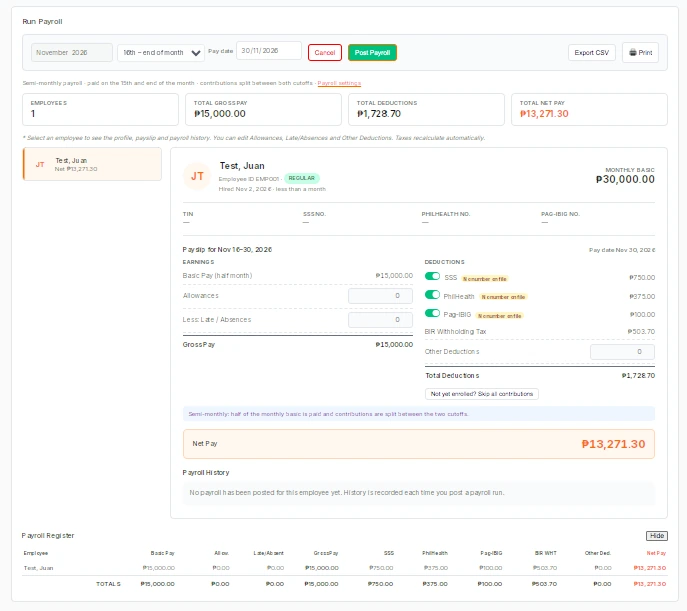 Run Payroll
November 2026
16th – end of month
Pay date
30/11/2026
Cancel
Post Payroll
Export CSV
Print
Semi-monthly payroll · paid on the 15th and end of the month · contributions split between both cutoffs · Payroll settings
EMPLOYEES
1
TOTAL GROSS PAY
₱15,000.00
TOTAL DEDUCTIONS
₱1,728.70
TOTAL NET PAY
₱13,271.30
* Select an employee to see the profile, payslip and payroll history. You can edit Allowances, Late/Absences and Other Deductions. Taxes recalculate automatically.
JT
Test, Juan
Net ₱13,271.30
JT
Test, Juan
Employee ID EMP001
REGULAR
Hired Nov 2, 2026 · less than a month
MONTHLY BASIC
₱30,000.00
TIN
—
SSS NO.
—
PHILHEALTH NO.
—
PAG-IBIG NO.
—
Payslip for Nov 16–30, 2026
Pay date Nov 30, 2026
EARNINGS
Basic Pay (half month) ₱15,000.00
Allowances 0
Less: Late / Absences 0
Gross Pay ₱15,000.00
DEDUCTIONS
SSS No number on file ₱750.00
PhilHealth No number on file ₱375.00
Pag-IBIG No number on file ₱100.00
BIR Withholding Tax ₱503.70
Other Deductions 0
Total Deductions ₱1,728.70
Not yet enrolled? Skip all contributions
Semi-monthly: half of the monthly basic is paid and contributions are split between the two cutoffs.
Net Pay ₱13,271.30
Payroll History
No payroll has been posted for this employee yet. History is recorded each time you post a payroll run.
Payroll Register
Hide
Employee Basic Pay Allow. Late/Absent Gross Pay SSS PhilHealth Pag-IBIG BIR WHT Other Ded. Net Pay
Test, Juan ₱15,000.00 ₱0.00 ₱0.00 ₱15,000.00 ₱750.00 ₱375.00 ₱100.00 ₱503.70 ₱0.00 ₱13,271.30
TOTALS ₱15,000.00 ₱0.00 ₱0.00 ₱15,000.00 ₱750.00 ₱375.00 ₱100.00 ₱503.70 ₱0.00 ₱13,271.30